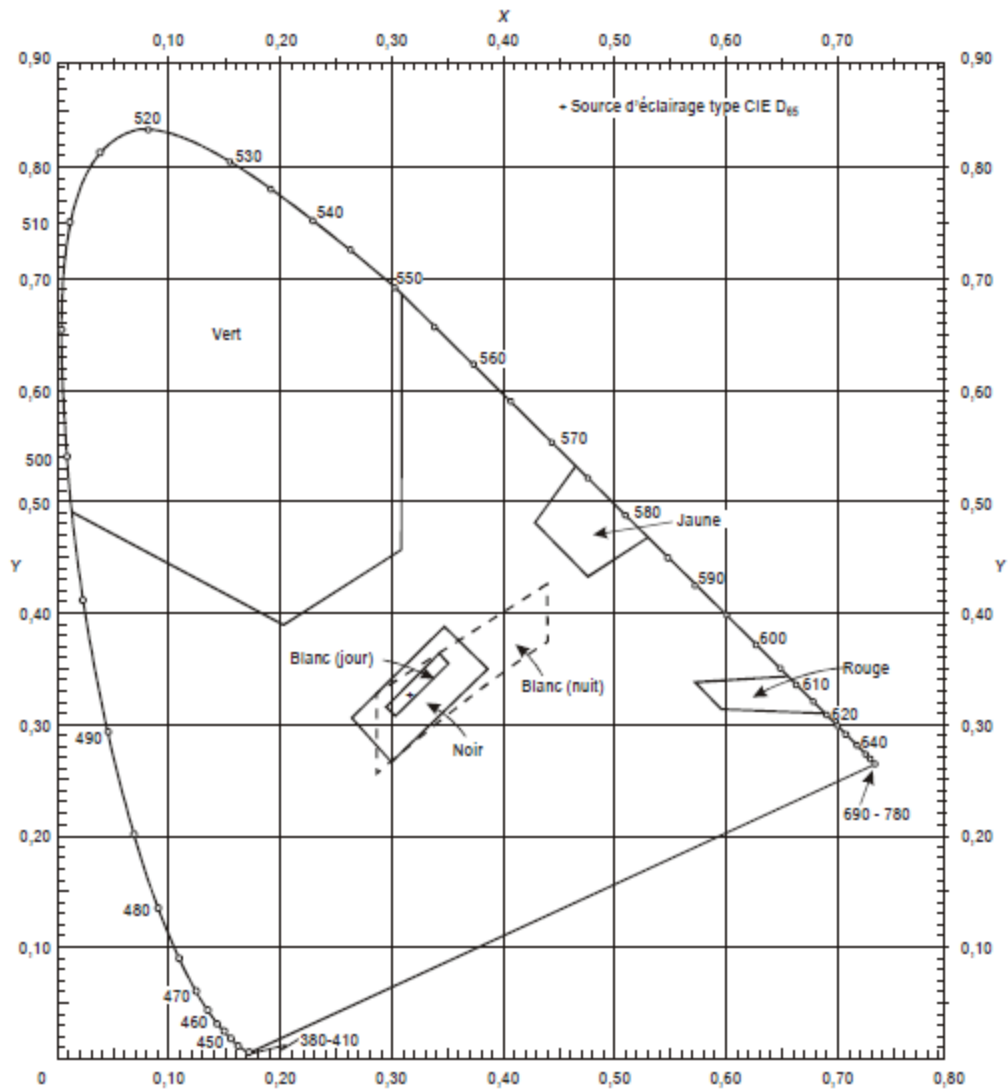 X
0,10 0,20 0,30 0,40 0,50 0,60 0,70
0,90 0,90
+ Source d'éclairage type CIE D65
520
530
0,80 0,80
540
510
0,70 550 0,70
Vert
560
0,60 0,60
570
500
0,50 580 0,50
Jaune
Y Y
590
0,40 0,40
600
Blanc (jour)
Rouge
Blanc (nuit) 610
0,30 620 0,30
490 Noir 640
690 - 780
0,20 0,20
480
0,10 0,10
470
460
450 380-410
0 0,10 0,20 0,30 0,40 0,50 0,60 0,70 0,80